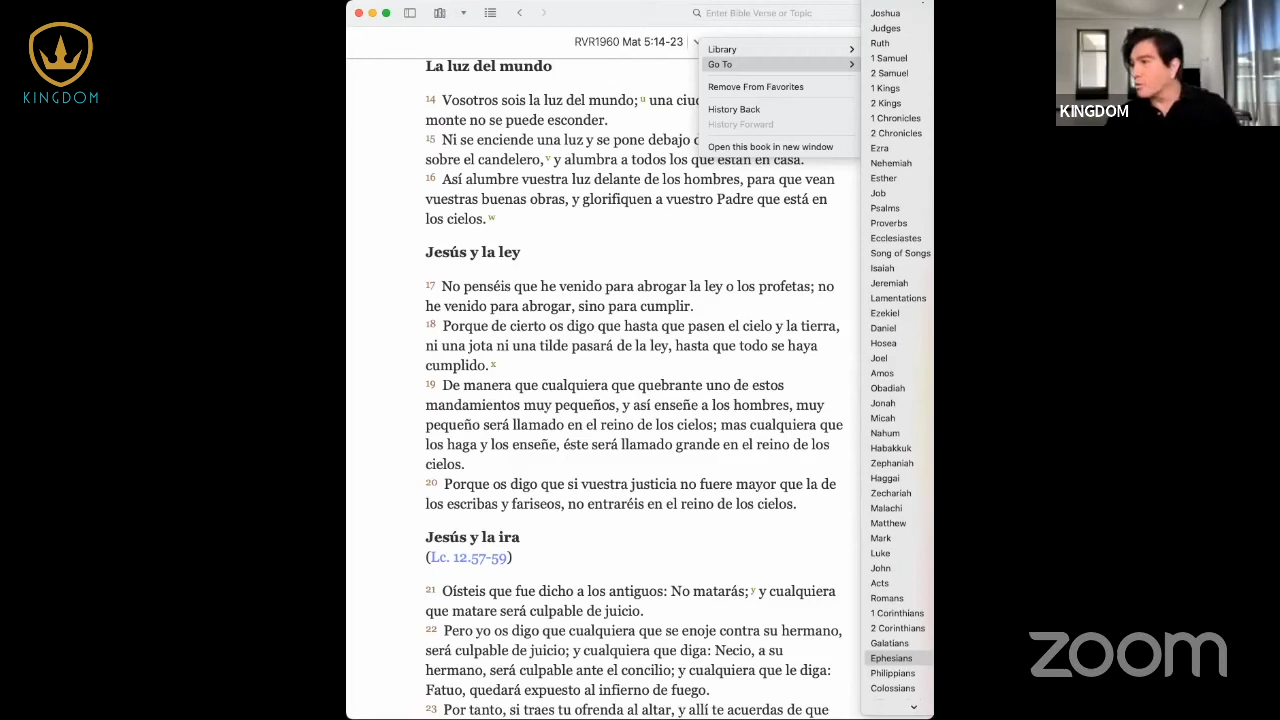 KINGDOM
Enter Bible Verse or Topic
RVR1960 Mat 5:14-23
La luz del mundo
14 Vosotros sois la luz del mundo; u una
monte no se puede esconder.
15 Ni se enciende una luz y se pone debajo
sobre el candelero, v y alumbra a todos los que están en casa.
16 Así alumbre vuestra luz delante de los hombres, para que vean
vuestras buenas obras, y glorifiquen a vuestro Padre que está en
los cielos. w
Jesús y la ley
17 No penséis que he venido para abrogar la ley o los profetas; no
he venido para abrogar, sino para cumplir.
18 Porque de cierto os digo que hasta que pasen el cielo y la tierra,
ni una jota ni una tilde pasará de la ley, hasta que todo se haya
cumplido. x
19 De manera que cualquiera que quebrante uno de estos
mandamientos muy pequeños, y así enseñe a los hombres, muy
pequeño será llamado en el reino de los cielos; mas cualquiera que
los haga y los enseñe, éste será llamado grande en el reino de los
cielos.
20 Porque os digo que si vuestra justicia no fuere mayor que la de
los escribas y fariseos, no entraréis en el reino de los cielos.
Jesús y la ira
(Lc. 12.57-59)
21 Oísteis que fue dicho a los antiguos: No matarás; y y cualquiera
que matare será culpable de juicio.
22 Pero yo os digo que cualquiera que se enoje contra su hermano,
será culpable de juicio; y cualquiera que diga: Necio, a su
hermano, será culpable ante el concilio; y cualquiera que le diga:
Fatuo, quedará expuesto al infierno de fuego.
23 Por tanto, si traes tu ofrenda al altar, y allí te acuerdas de que
Library
Go To
Remove From Favorites
History Back
History Forward
Open this book in new window
Joshua
Judges
Ruth
1 Samuel
2 Samuel
1 Kings
2 Kings
1 Chronicles
2 Chronicles
Ezra
Nehemiah
Esther
Job
Psalms
Proverbs
Ecclesiastes
Song of Songs
Isaiah
Jeremiah
Lamentations
Ezekiel
Daniel
Hosea
Joel
Amos
Obadiah
Jonah
Micah
Nahum
Habakkuk
Zephaniah
Haggai
Zechariah
Malachi
Matthew
Mark
Luke
John
Acts
Romans
1 Corinthians
2 Corinthians
Galatians
Ephesians
Philippians
Colossians
KINGDOM
zoom